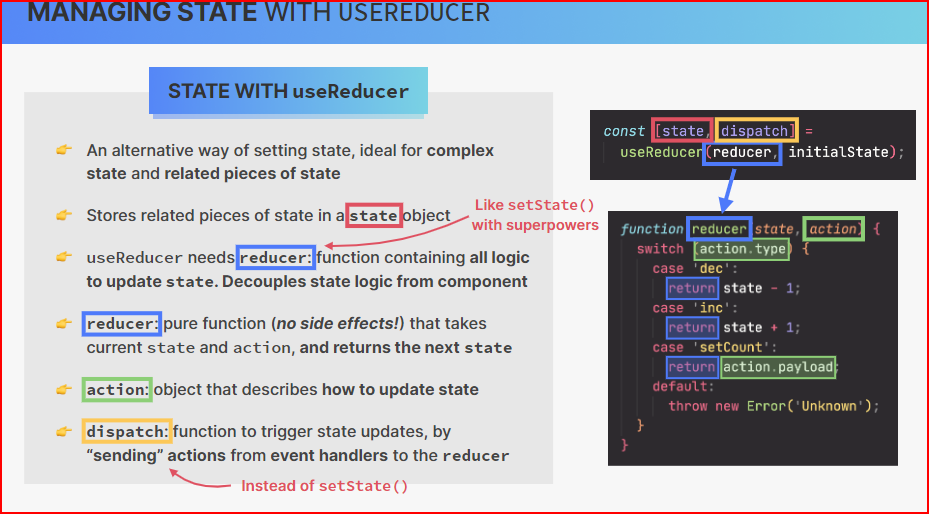 MANAGING STATE WITH USEREDUCER
STATE WITH useReducer
👉 An alternative way of setting state, ideal for complex
state and related pieces of state
👉 Stores related pieces of state in a state object
👉 useReducer needs reducer: function containing all logic
to update state. Decouples state logic from component
👉 reducer: pure function (no side effects!) that takes
current state and action, and returns the next state
👉 action: object that describes how to update state
👉 dispatch: function to trigger state updates, by
“sending” actions from event handlers to the reducer
Like setState()
with superpowers
Instead of setState()
const [state, dispatch] =
useReducer(reducer, initialState);
function reducer(state, action) {
switch (action.type) {
case 'dec':
return state - 1;
case 'inc':
return state + 1;
case 'setCount':
return action.payload;
default:
throw new Error('Unknown');
}
}